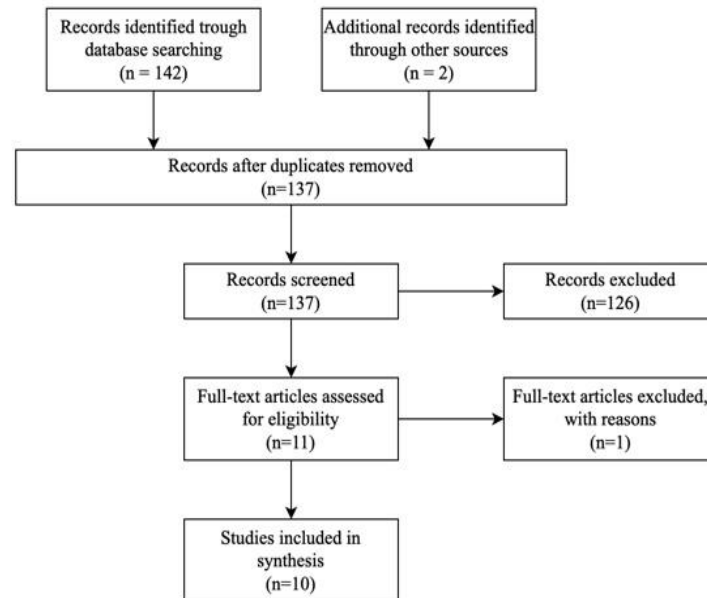 Records identified trough
database searching
(n = 142)
Additional records identified
through other sources
(n = 2)
Records after duplicates removed
(n=137)
Records screened
(n=137)
Records excluded
(n=126)
Full-text articles assessed
for eligibility
(n=11)
Full-text articles excluded,
with reasons
(n=1)
Studies included in
synthesis
(n=10)